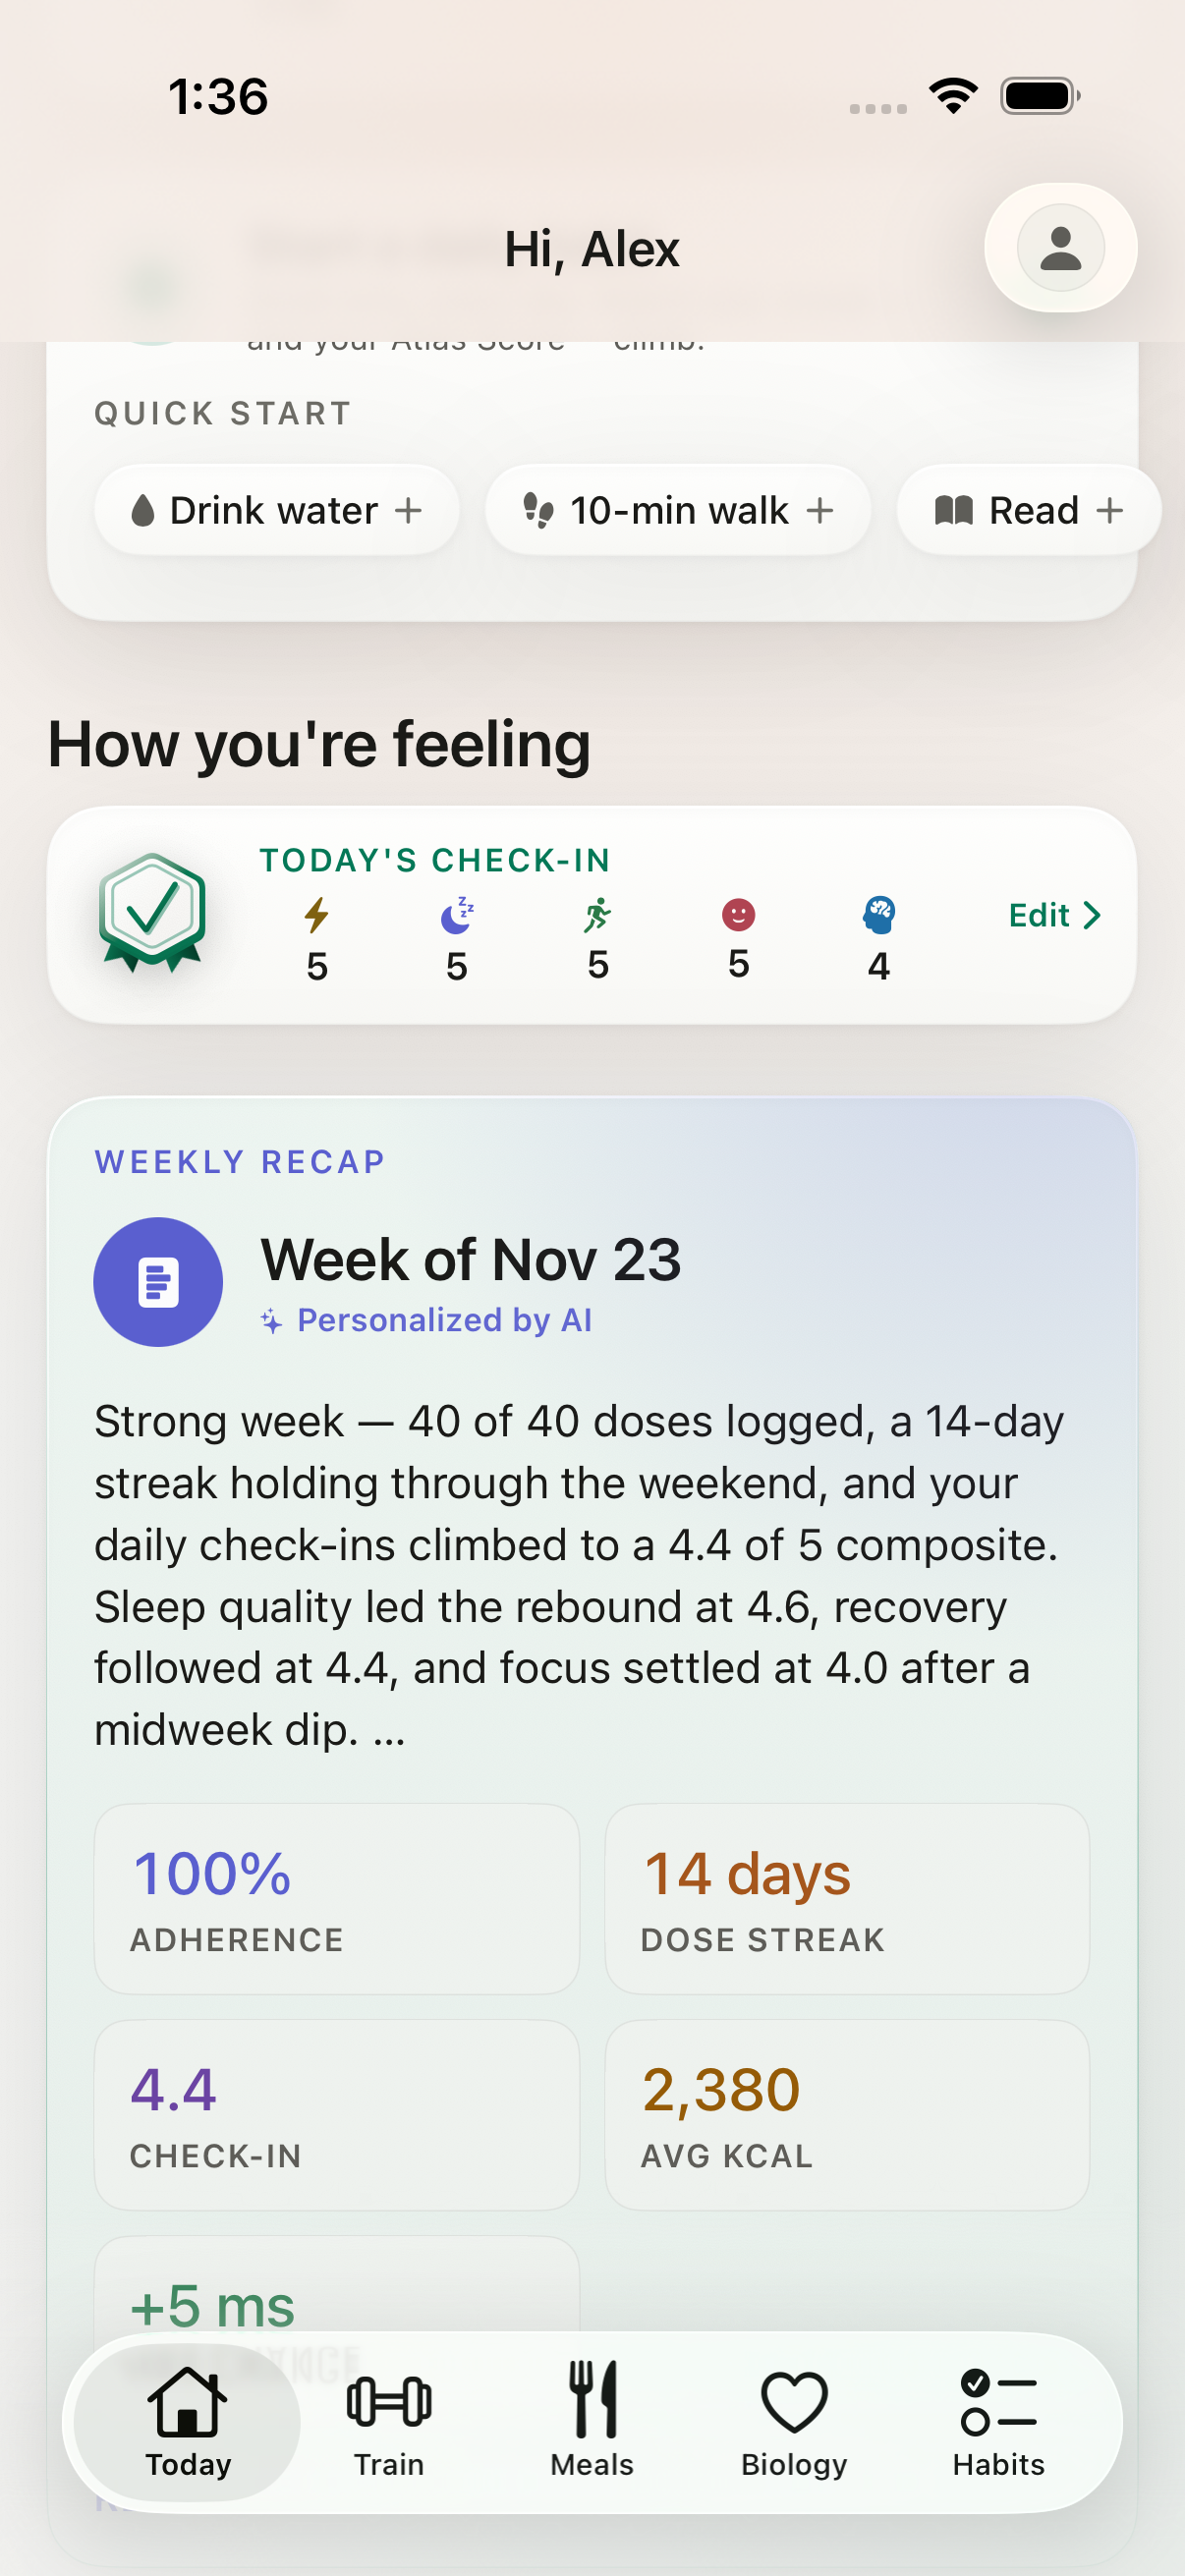 1:36
Hi, Alex
and your Atlas Score climb.
QUICK START
Drink water +
10-min walk +
Read +
How you're feeling
TODAY'S CHECK-IN
5 5 5 5 4
Edit
WEEKLY RECAP
Week of Nov 23
Personalized by AI
Strong week — 40 of 40 doses logged, a 14-day
streak holding through the weekend, and your
daily check-ins climbed to a 4.4 of 5 composite.
Sleep quality led the rebound at 4.6, recovery
followed at 4.4, and focus settled at 4.0 after a
midweek dip. ...
100%
ADHERENCE
14 days
DOSE STREAK
4.4
CHECK-IN
2,380
AVG KCAL
+5 ms
Today
Train
Meals
Biology
Habits